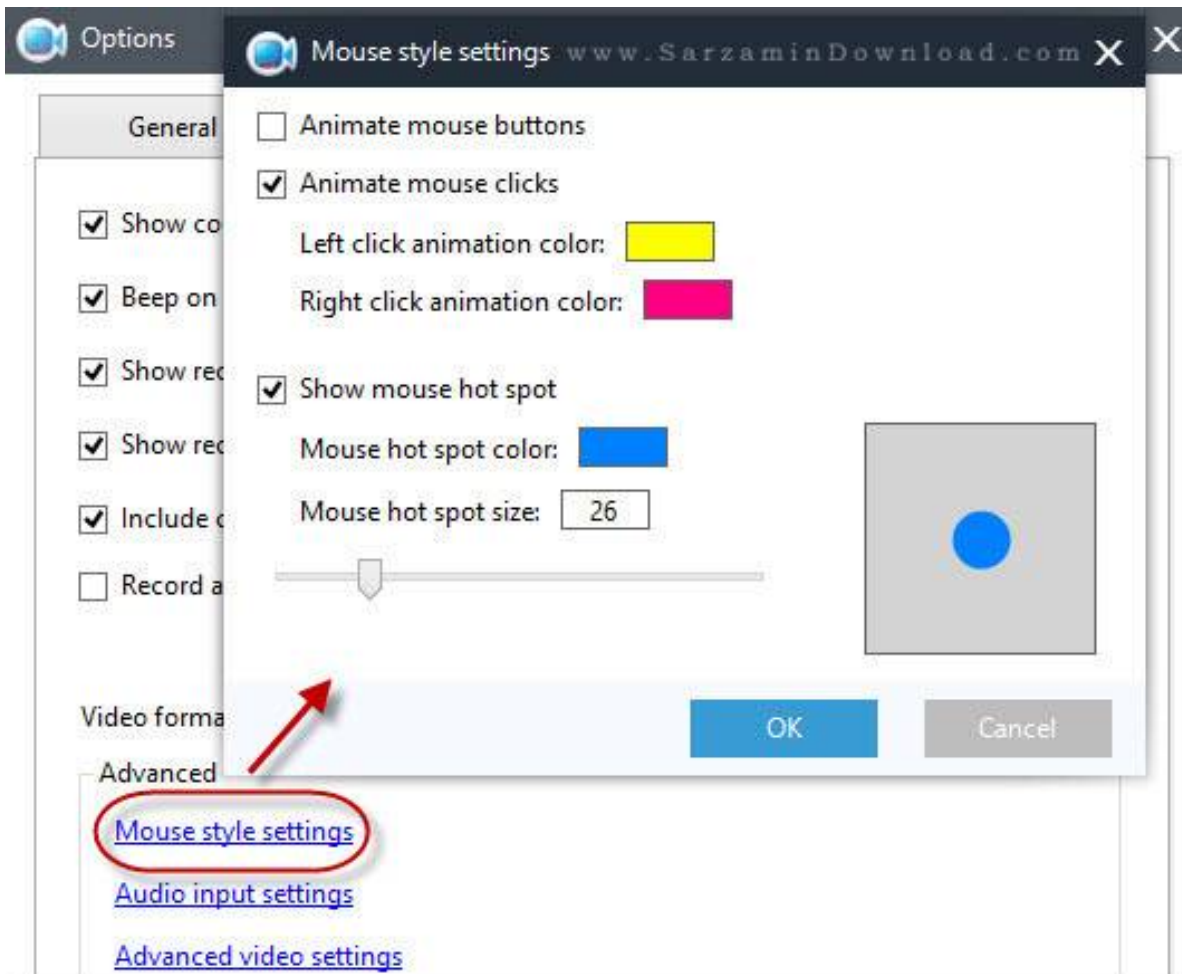 Options
Mouse style settings www.SarzaminDownload.com
General
Animate mouse buttons
Animate mouse clicks
Show co
Left click animation color:
Beep on
Right click animation color:
Show rec
Show mouse hot spot
Show rec
Mouse hot spot color:
Include
Mouse hot spot size: 26
Record a
Video forma
OK Cancel
Advanced
Mouse style settings
Audio input settings
Advanced video settings